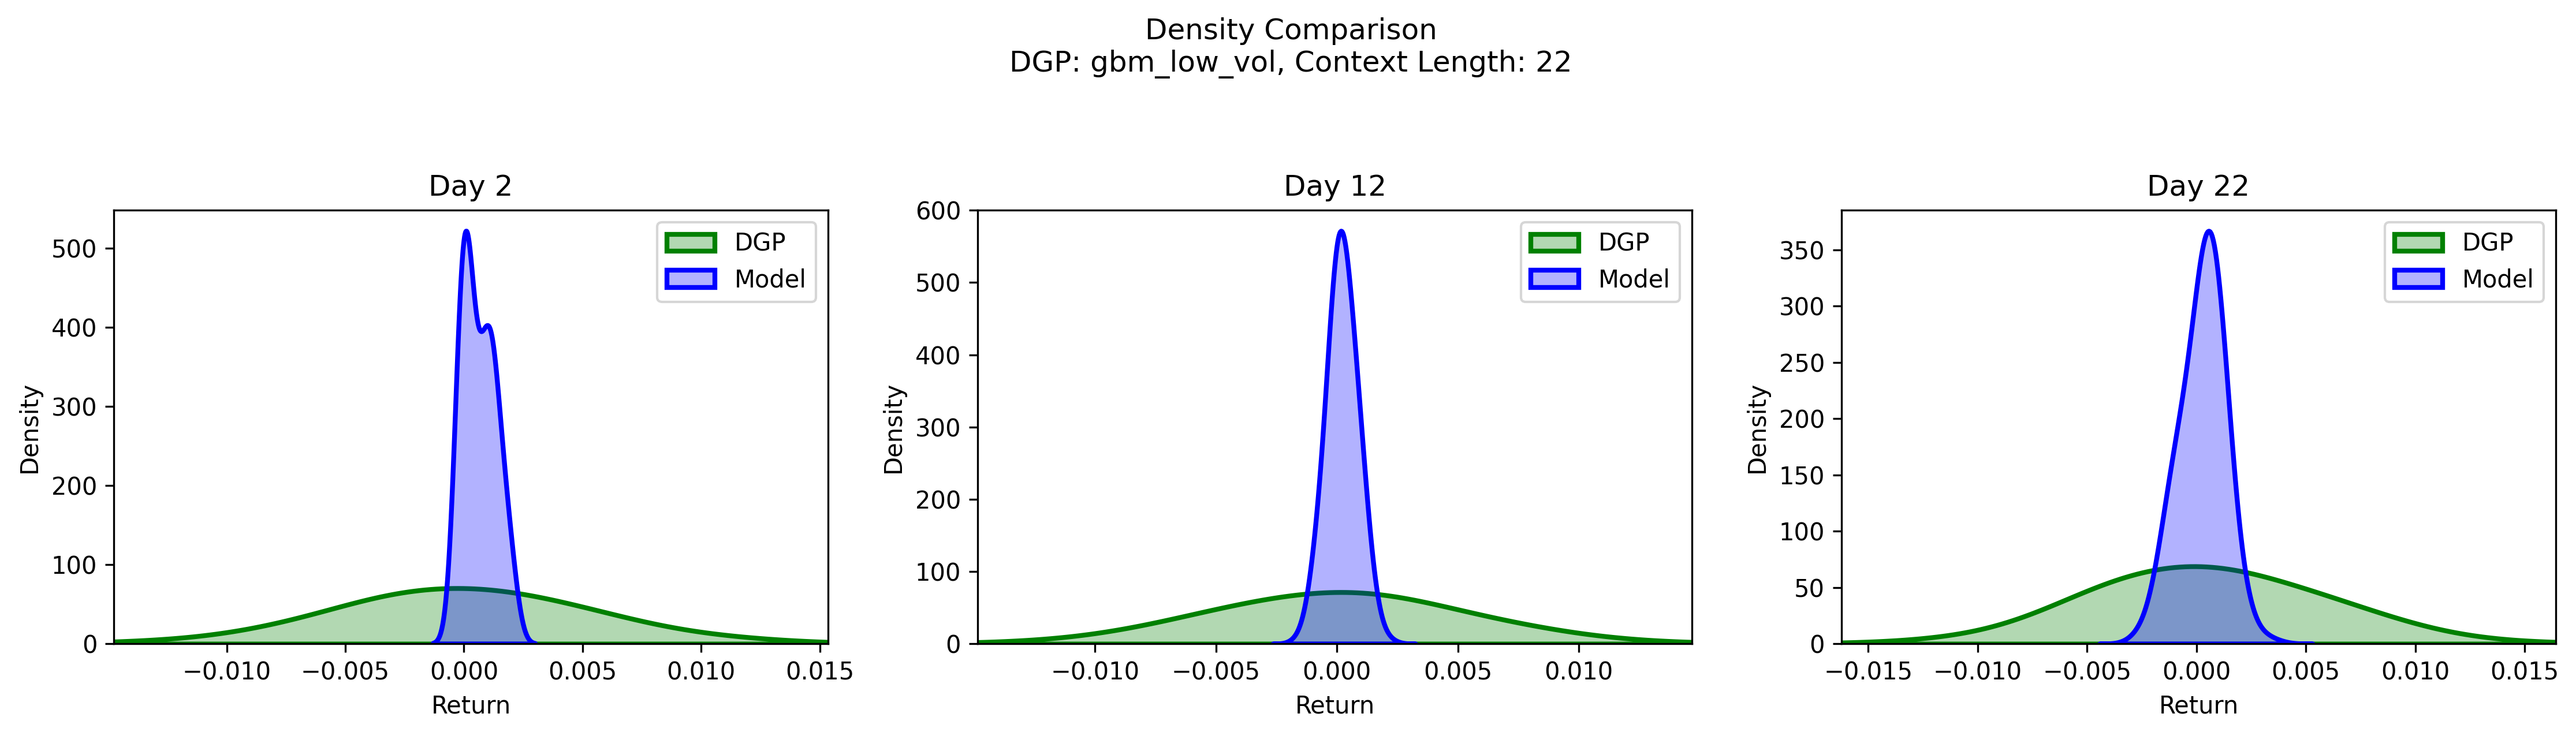 Density Comparison
DGP: gbm_low_vol, Context Length: 22
Day 2
Density
500
400
300
200
100
0
−0.010
−0.005
0.000
0.005
0.010
0.015
Return
DGP
Model
Day 12
Density
600
500
400
300
200
100
0
−0.010
−0.005
0.000
0.005
0.010
Return
DGP
Model
Day 22
Density
350
300
250
200
150
100
50
0
−0.015
−0.010
−0.005
0.000
0.005
0.010
0.015
Return
DGP
Model